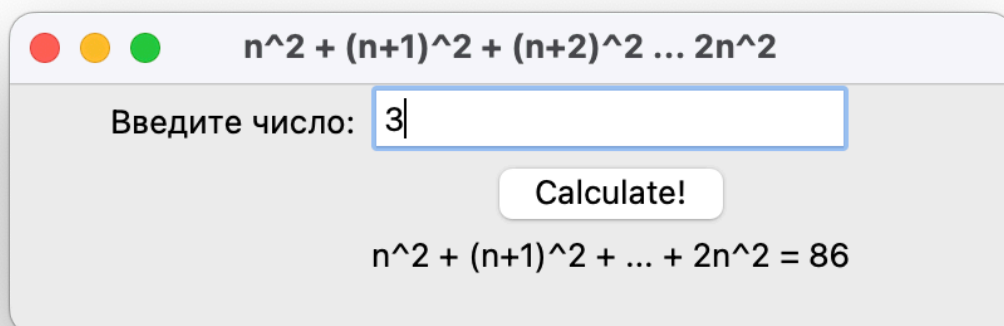 n^2 + (n+1)^2 + (n+2)^2 ... 2n^2
Введите число: 3
Calculate!
n^2 + (n+1)^2 + ... + 2n^2 = 86